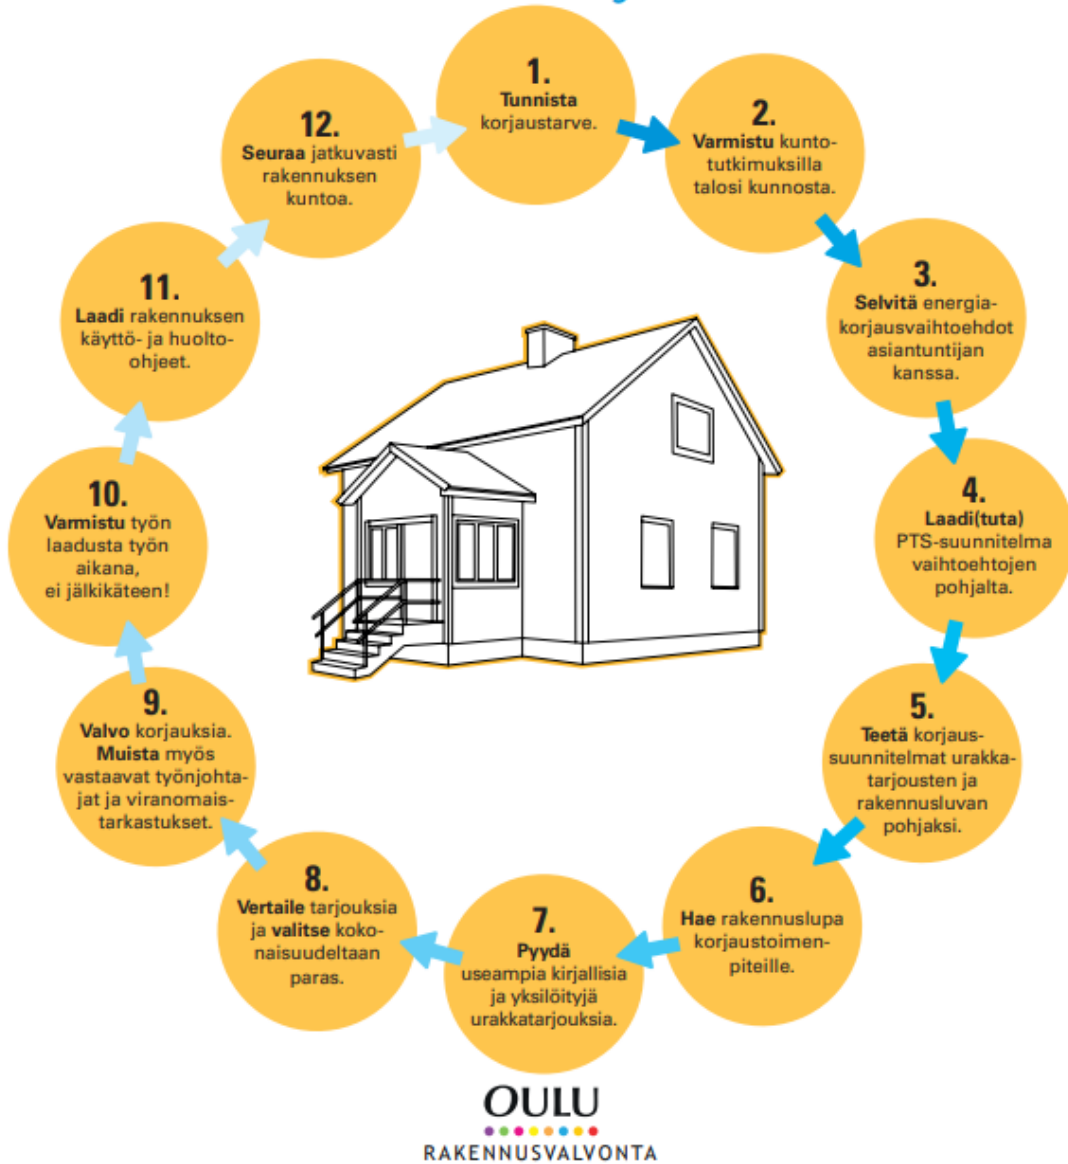 1.
Tunnista
korjaustarve.
2.
Varmistu kunto-
tutkimuksilla
talosi kunnosta.
3.
Selvitä energia-
korjausvaihtoehdot
asiantuntijan
kanssa.
4.
Laadi(tuta)
PTS-suunnitelma
vaihtoehtojen
pohjalta.
5.
Teetä korjaus-
suunnitelmat urakka-
tarjousten ja
rakennusluvan
pohjaksi.
6.
Hae rakennuslupa
korjaustoimen-
piteille.
7.
Pyydä
useampia kirjallisia
ja yksilöityjä
urakkatarjouksia.
8.
Vertaile tarjouksia
ja valitse koko-
naisuudeltaan
paras.
9.
Valvo korjauksia.
Muista myös
vastaavat työnjohta-
jat ja viranomais-
tarkastukset.
10.
Varmistu työn
laadusta työn
aikana,
ei jälkikäteen!
11.
Laadi rakennuksen
käyttö- ja huolto-
ohjeet.
12.
Seuraa jatkuvasti
rakennuksen
kuntoa.
OULU
RAKENNUSVALVONTA